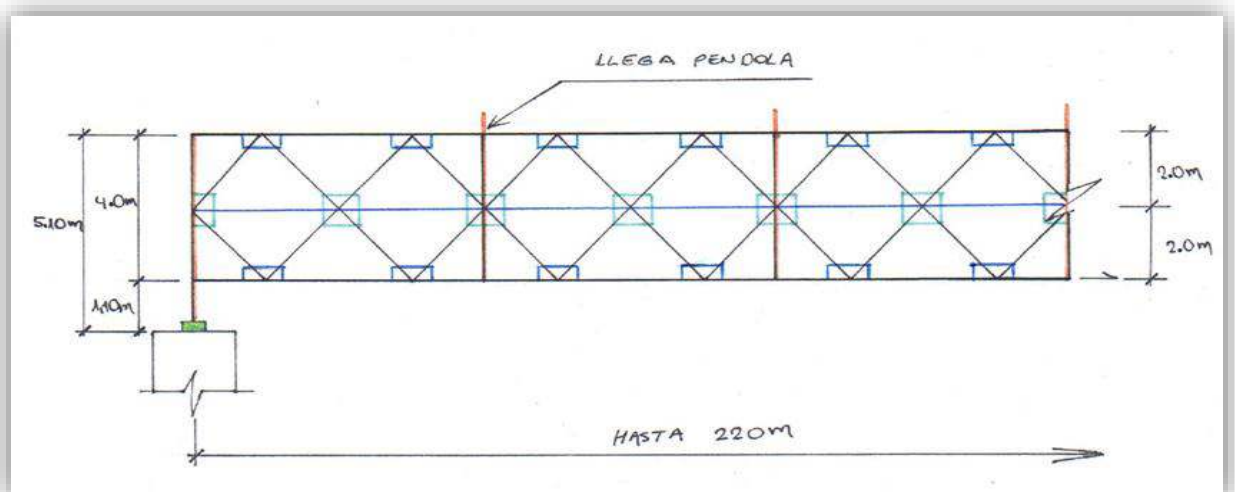 LLEGA PENDOLA
5.10m
4.0m
1.10m
2.0m
2.0m
HASTA 220m